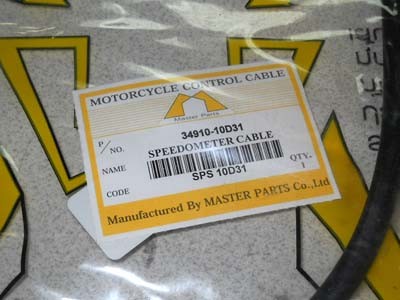 MOTORCYCLE CONTROL CABLE
Master Parts
P/NO. 34910-10D31
NAME SPEEDOMETER CABLE
CODE SPS 10D31
QTY. 1
Manufactured By MASTER PARTS Co.,Ltd